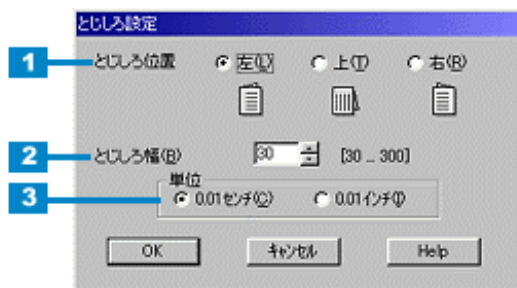 とじしろ設定
1 とじしろ位置 左(L) 上(T) 右(R)
2 とじしろ幅(B) 30 [30 ... 300]
単位
3 0.01センチ(C) 0.01インチ(I)
OK キャンセル Help